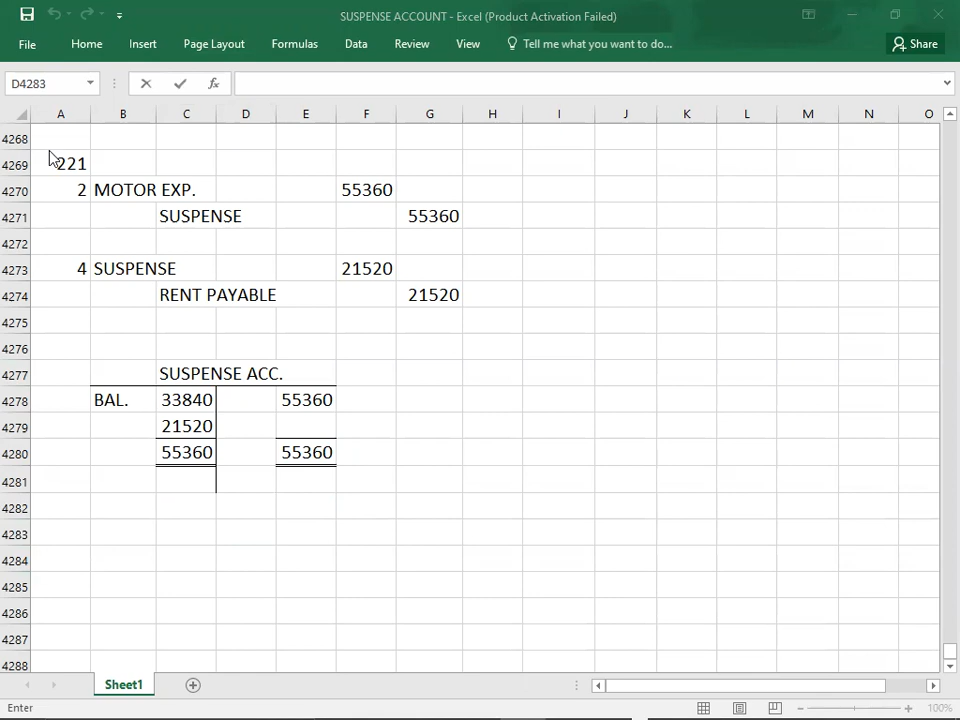 SUSPENSE ACCOUNT - Excel (Product Activation Failed)
File Home Insert Page Layout Formulas Data Review View Tell me what you want to do... Share
D4283 fx
A B C D E F G H I J K L M N O
4268
4269 221
4270 2 MOTOR EXP. 55360
4271 SUSPENSE 55360
4272
4273 4 SUSPENSE 21520
4274 RENT PAYABLE 21520
4275
4276
4277 SUSPENSE ACC.
4278 BAL. 33840 55360
4279 21520
4280 55360 55360
4281
4282
4283
4284
4285
4286
4287
4288
Sheet1
Enter 100%